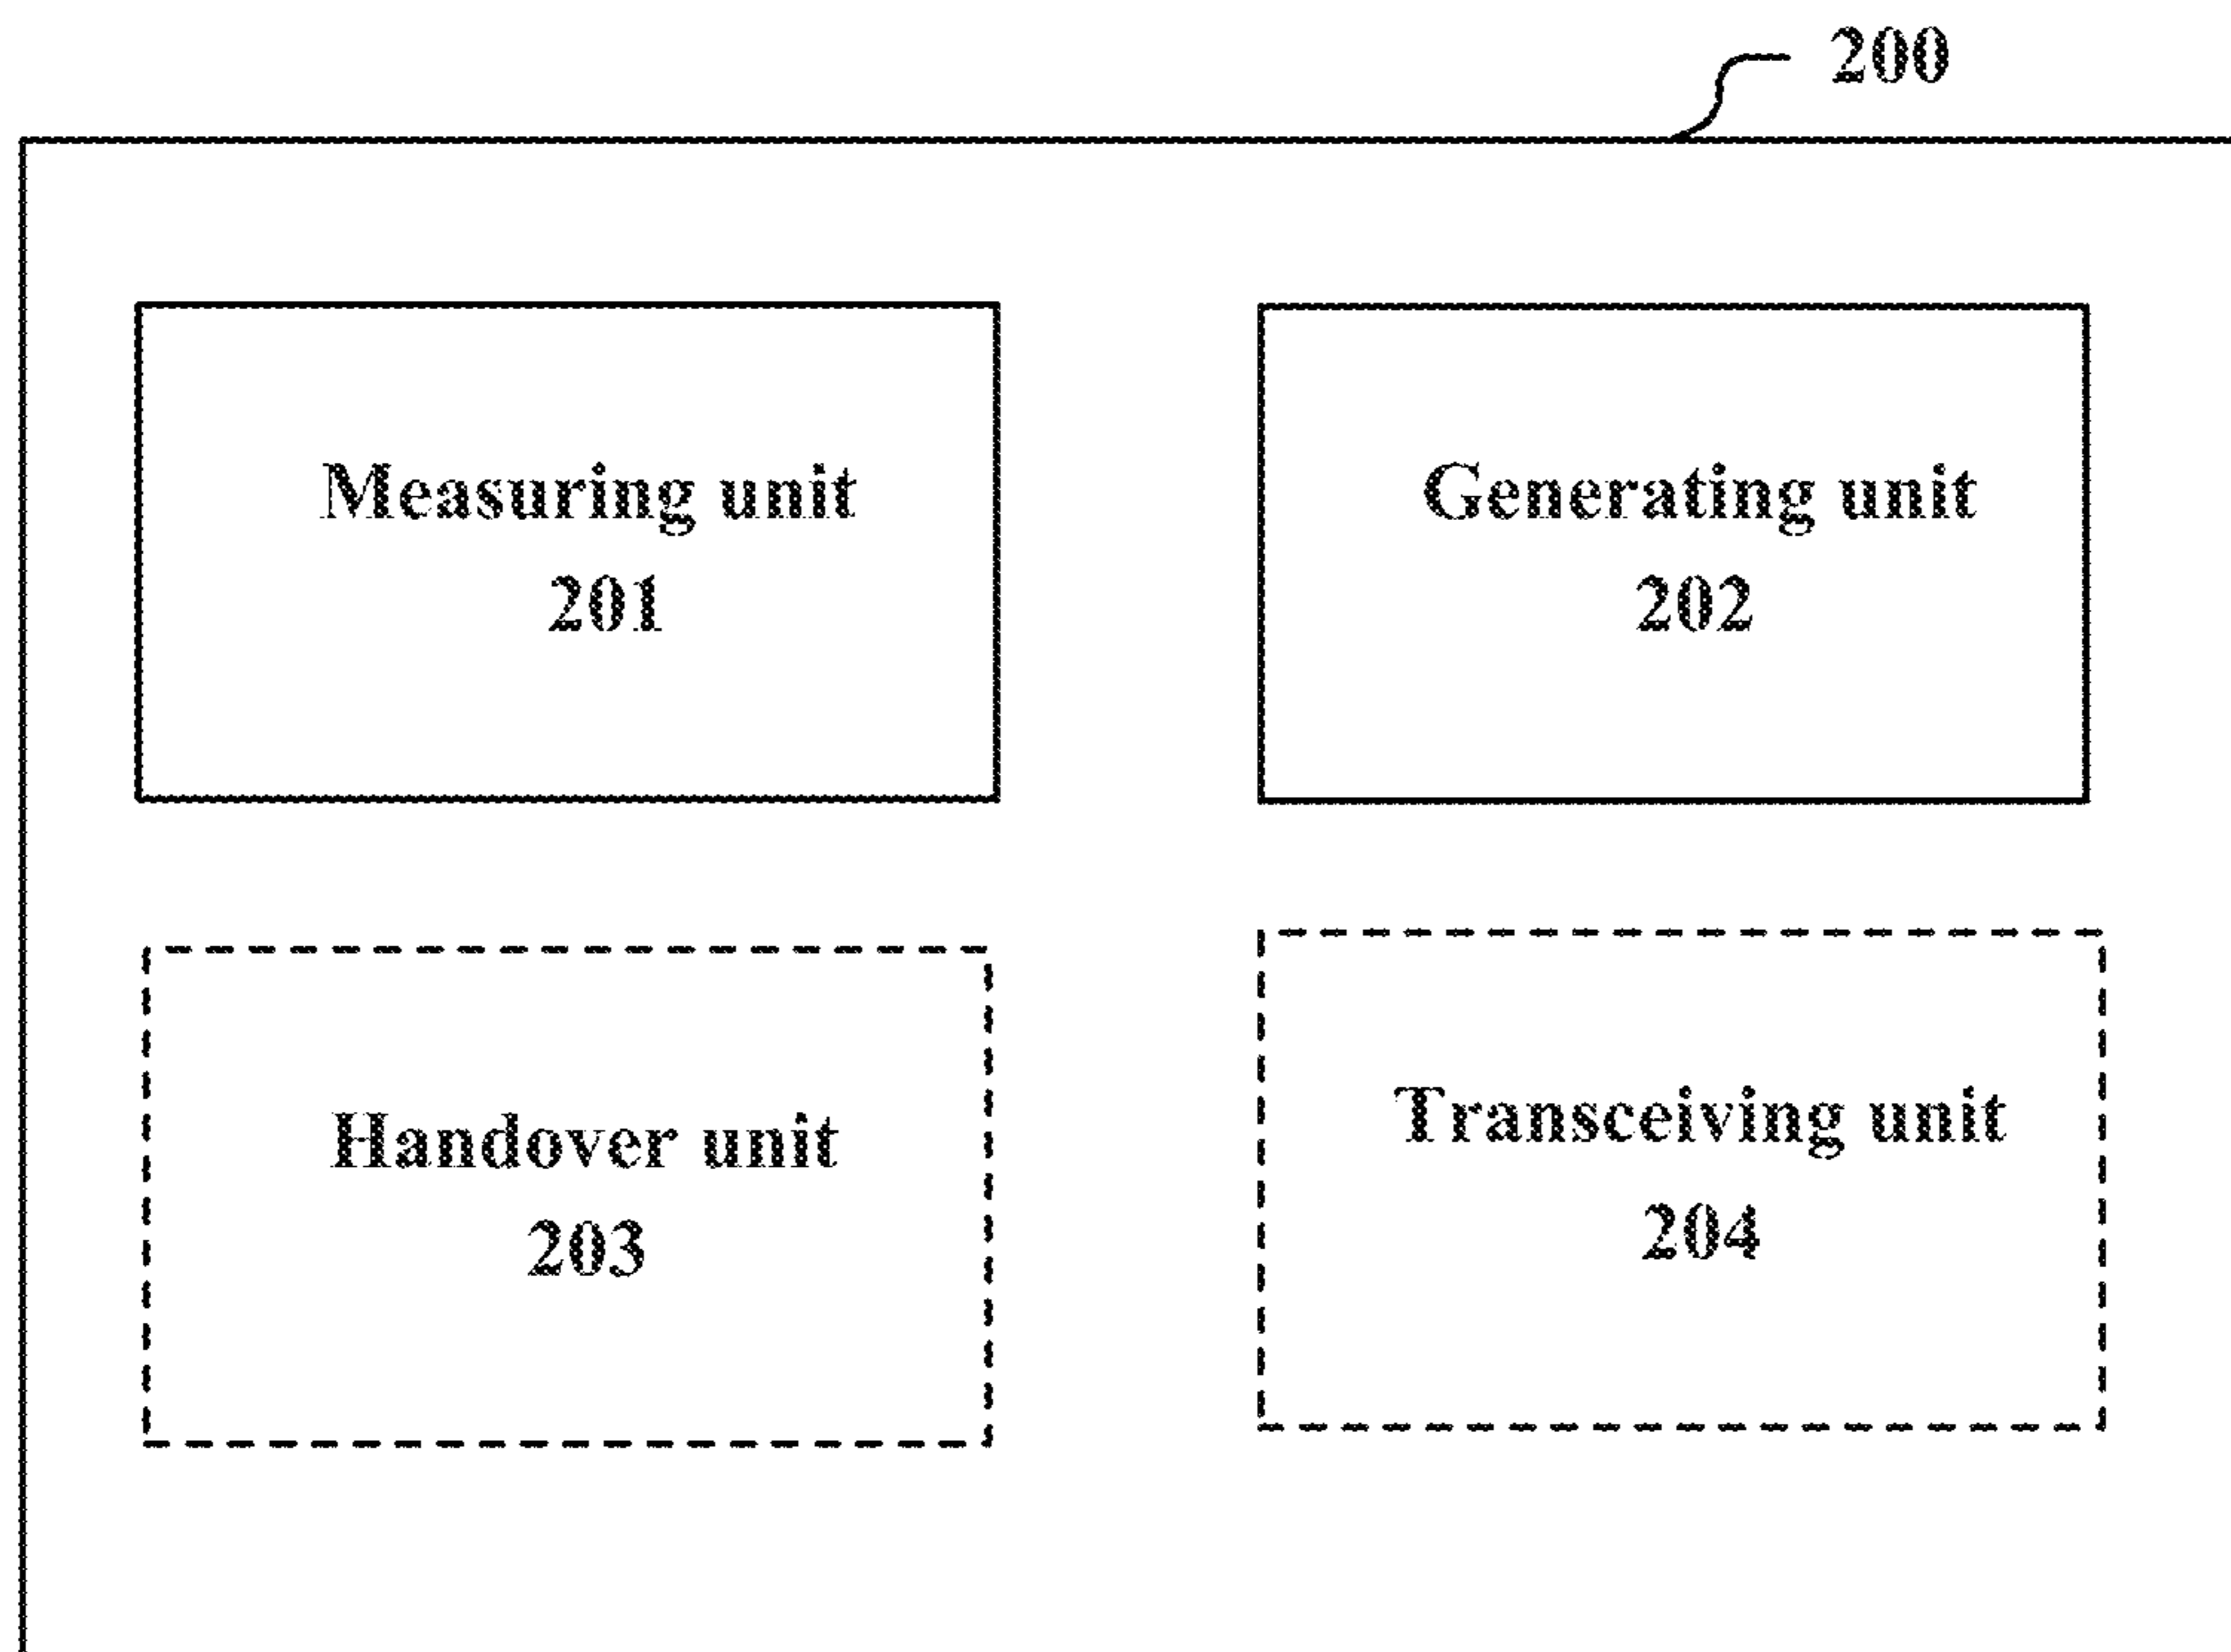 200
Measuring unit
201
Generating unit
202
Handover unit
203
Transceiving unit
204